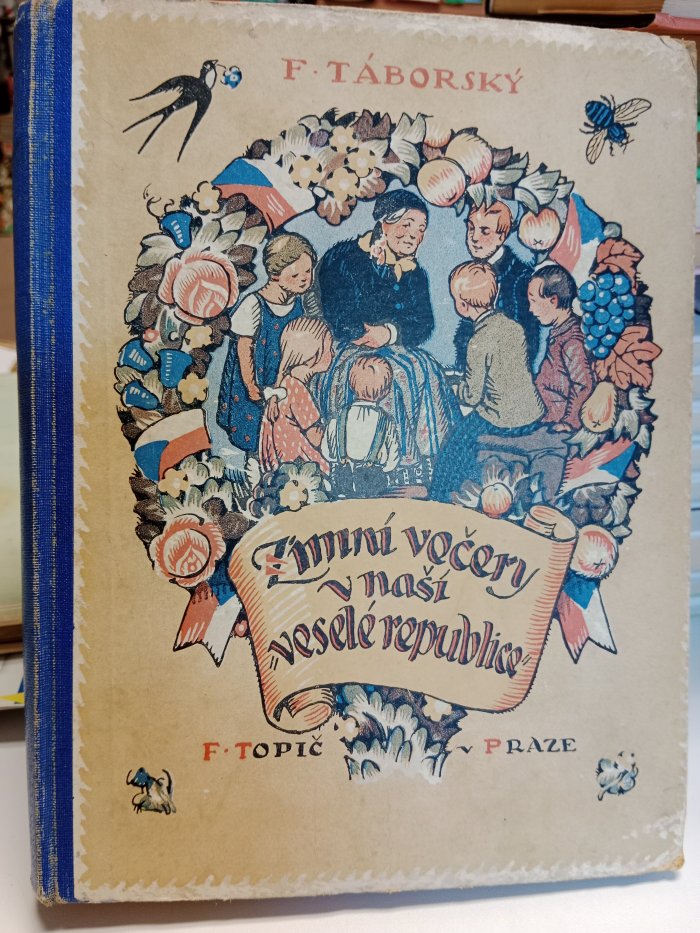 F · TÁBORSKÝ
Zimní večery
v naší
„veselé republice“
F · TOPIČ v PRAZE